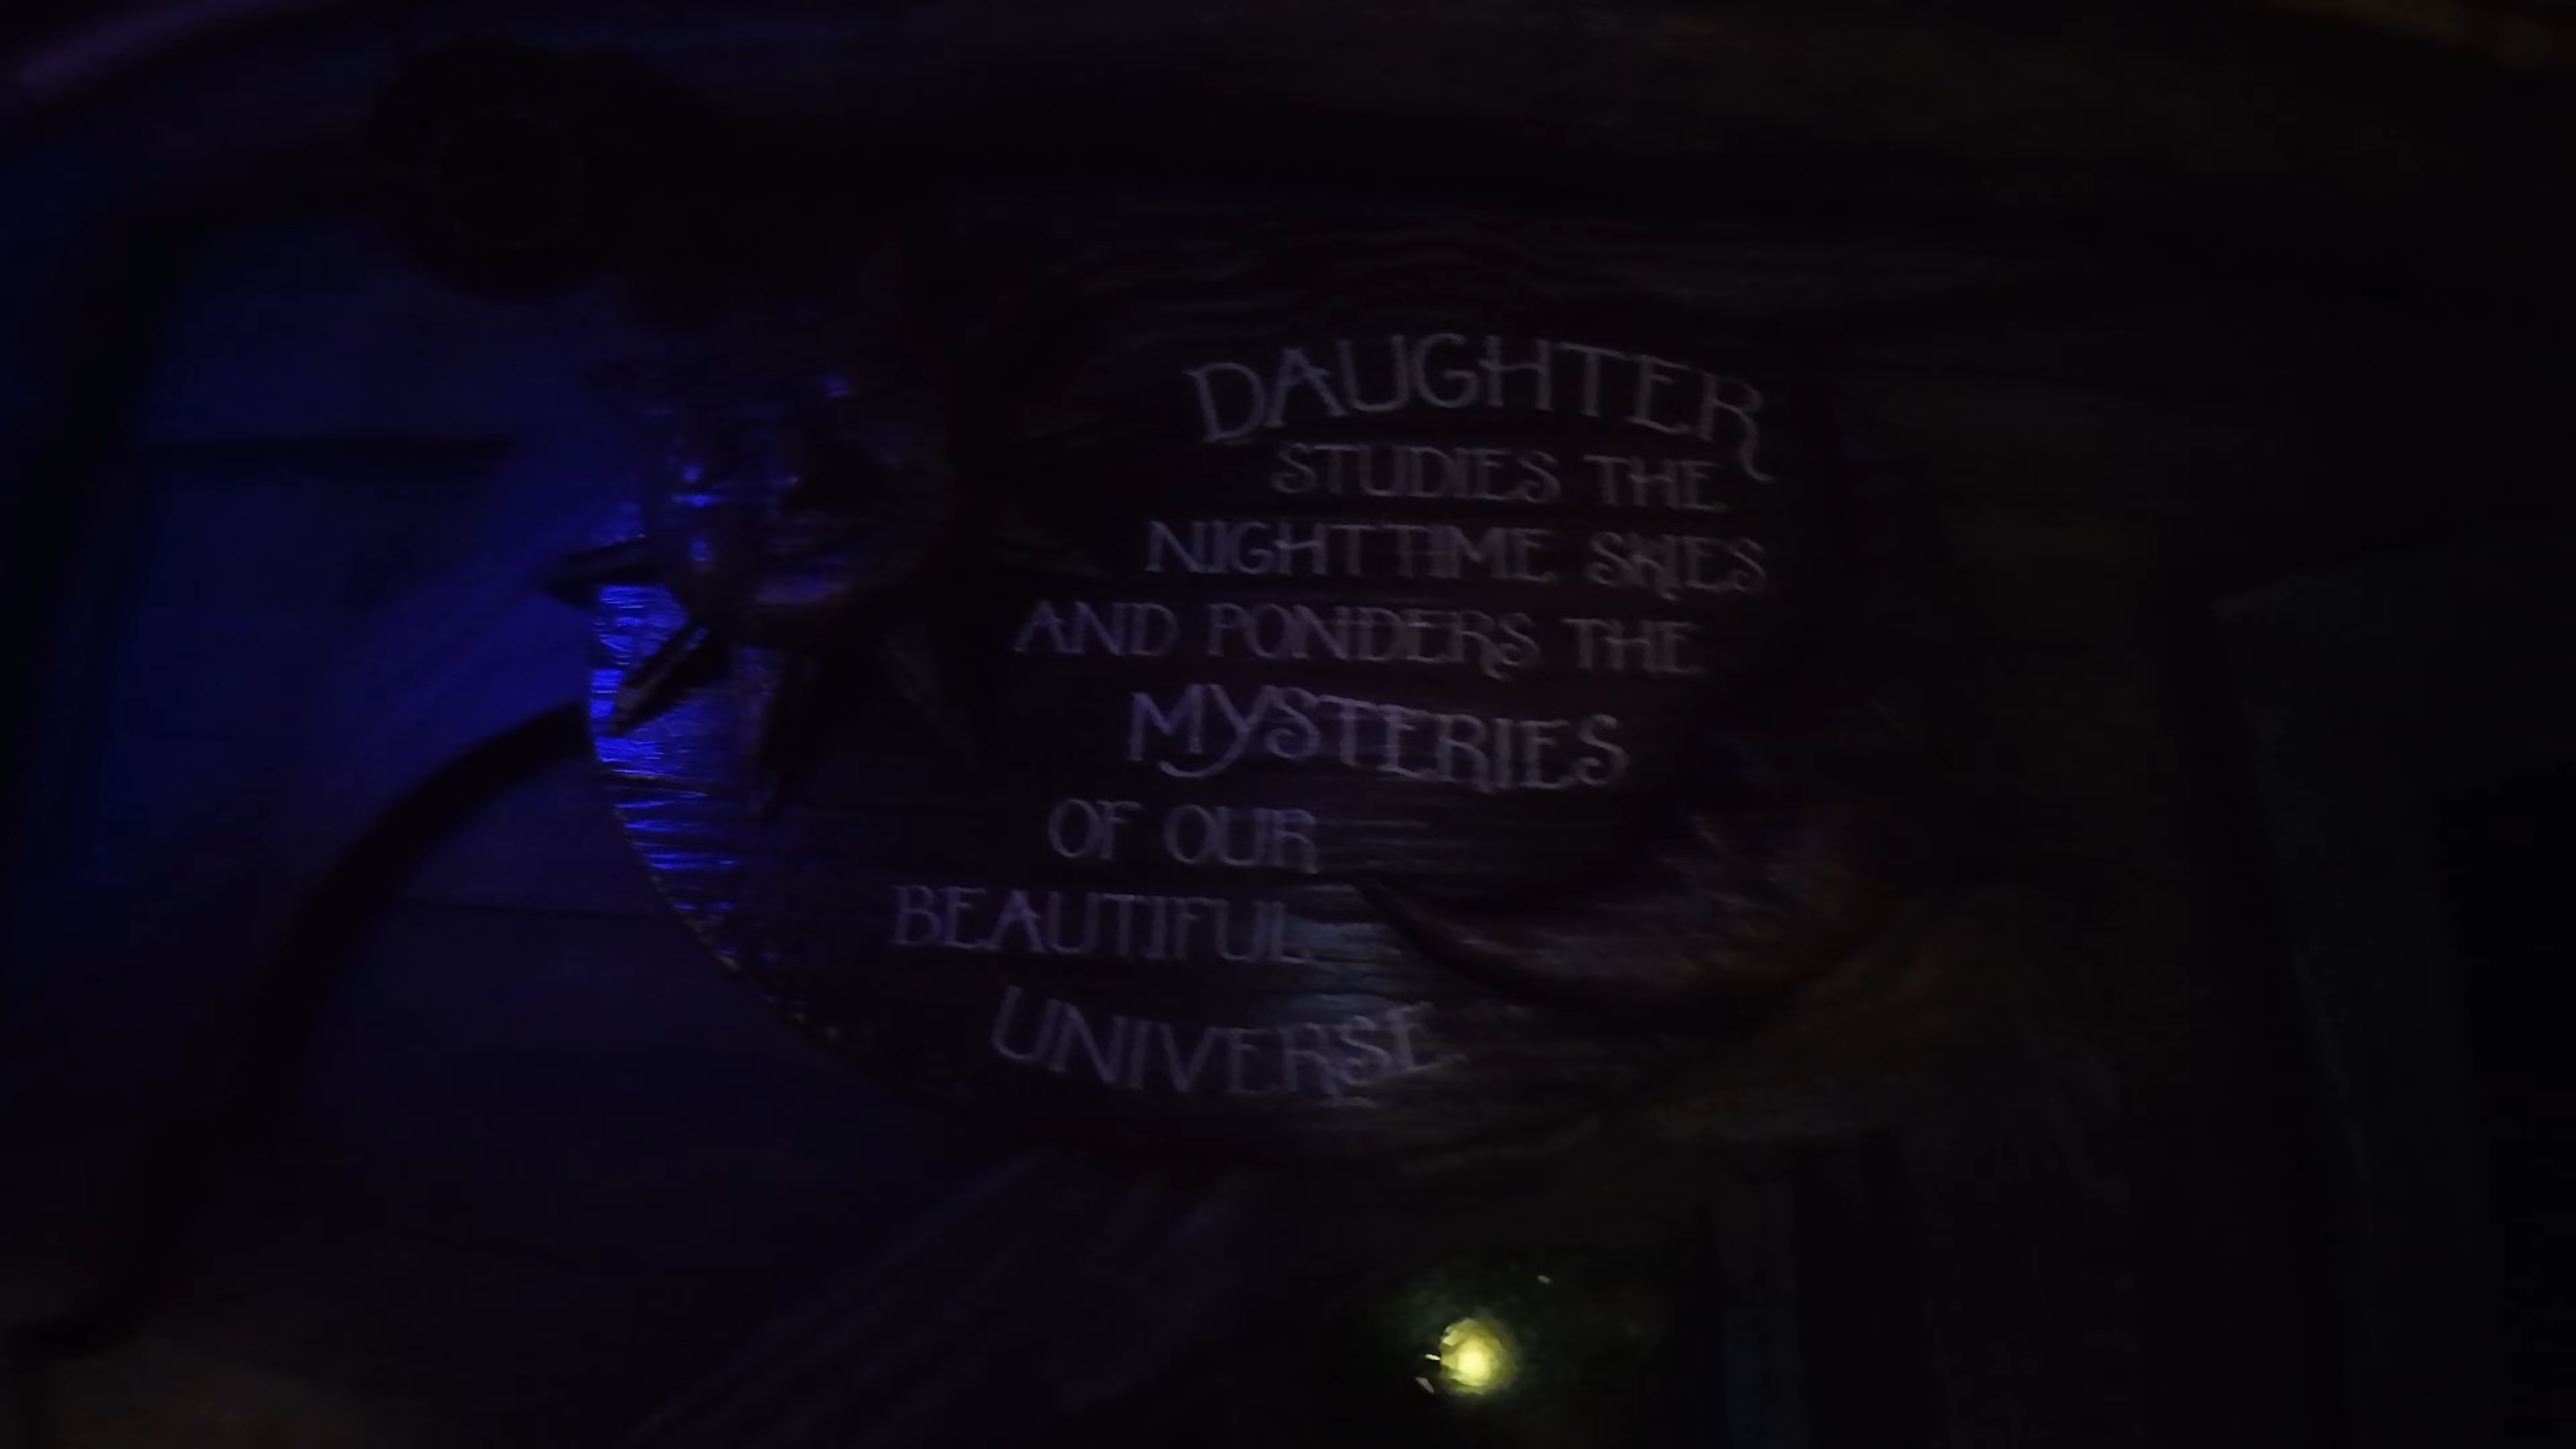 DAUGHTER
STUDIES THE
NIGHTTIME SKIES
AND PONDERS THE
MYSTERIES
OF OUR
BEAUTIFUL
UNIVERSE